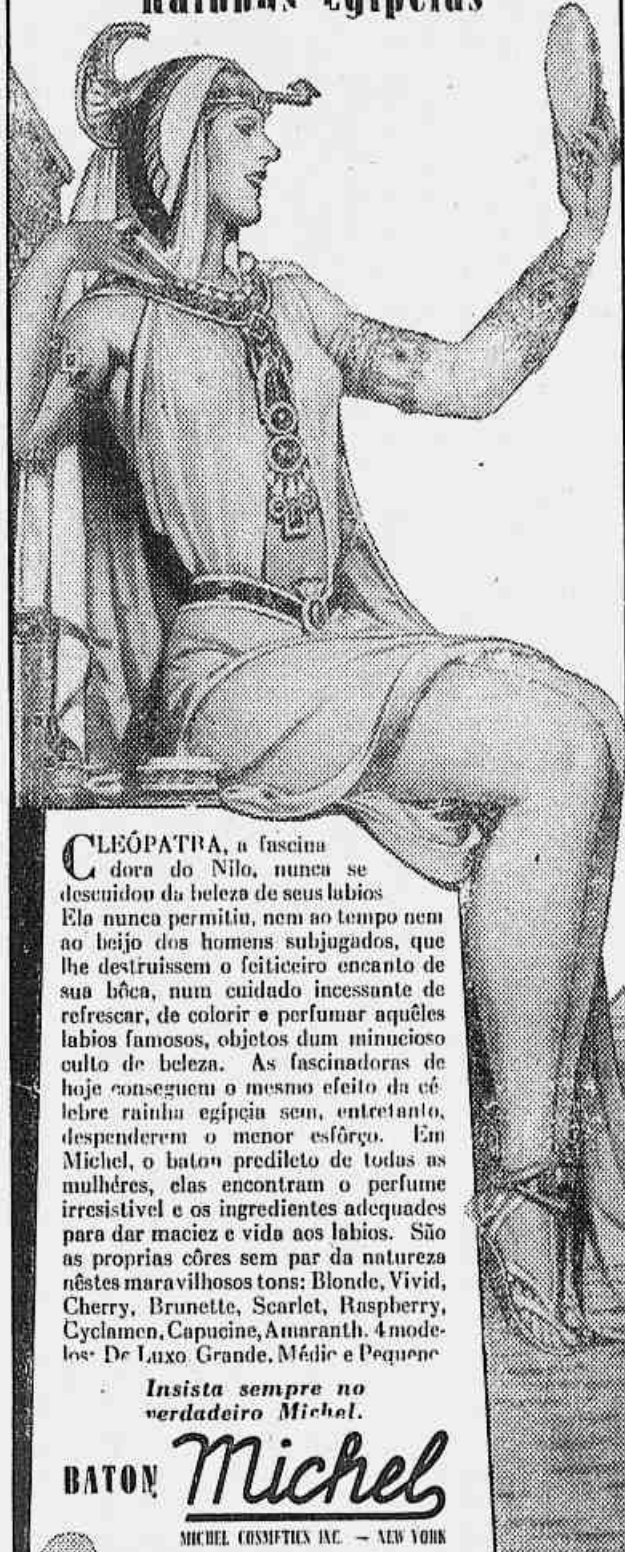 Egipcias
CLEÓPATRA, a fascina
dora do Nilo, nunca se
descuidou da beleza de seus labios
Ela nunca permitiu, nem ao tempo nem
ao beijo dos homens subjugados, que
lhe destruissem o feiticeiro encanto de
sua bôca, num cuidado incessante de
refrescar, de colorir e perfumar aquêles
labios famosos, objetos dum minucioso
culto de beleza. As fascinadoras de
hoje conseguem o mesmo efeito da cé-
lebre rainha egípcia sem, entretanto,
despenderem o menor esfôrço. Em
Michel, o baton predileto de todas as
mulhéres, elas encontram o perfume
irresistivel e os ingredientes adequados
para dar maciez e vida aos labios. São
as proprias côres sem par da natureza
nêstes maravilhosos tons: Blonde, Vivid,
Cherry, Brunette, Scarlet, Raspberry,
Cyclamen, Capucine, Amaranth. 4 mode-
los: De Luxo Grande, Médio e Pequeno
Insista sempre no
verdadeiro Michel.
BATON Michel
MICHEL COSMETICS INC. — NEW YORK